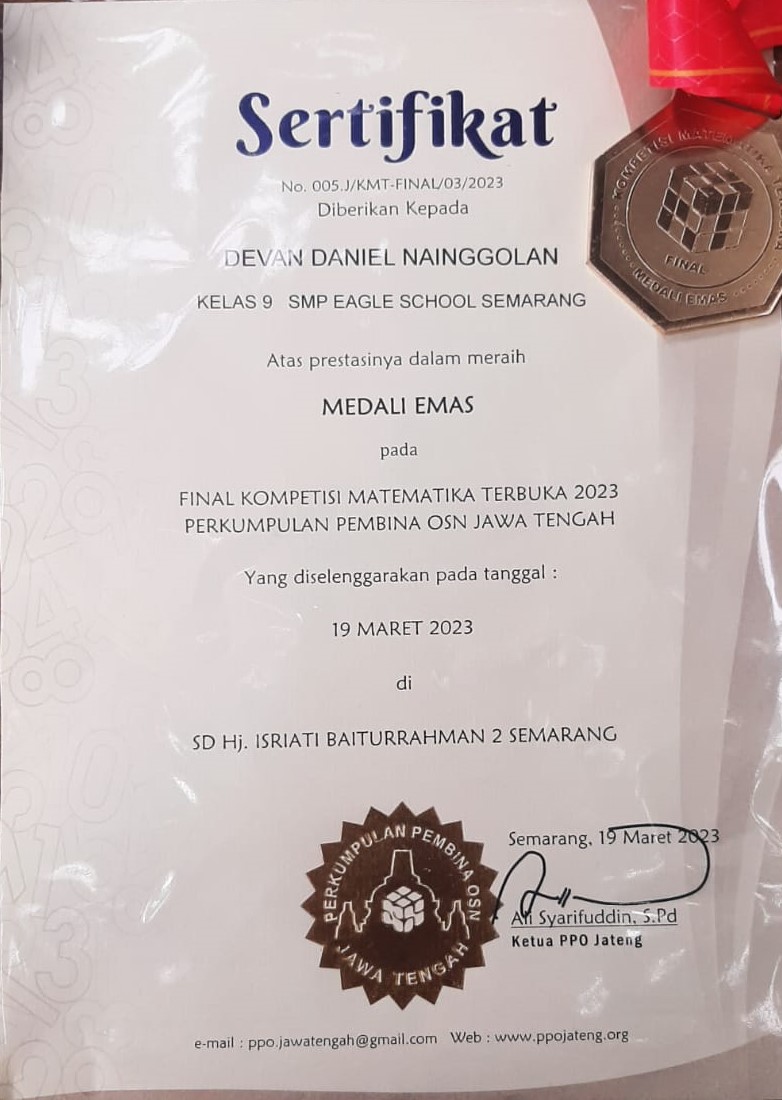 Sertifikat
No. 005.J/KMT-FINAL/03/2023
Diberikan Kepada
DEVAN DANIEL NAINGGOLAN
KELAS 9 SMP EAGLE SCHOOL SEMARANG
Atas prestasinya dalam meraih
MEDALI EMAS
pada
FINAL KOMPETISI MATEMATIKA TERBUKA 2023
PERKUMPULAN PEMBINA OSN JAWA TENGAH
Yang diselenggarakan pada tanggal :
19 MARET 2023
di
SD Hj. ISRIATI BAITURRAHMAN 2 SEMARANG
Semarang, 19 Maret 2023
Syarifuddin, S.Pd
Ketua PPO Jateng
PERKUMPULAN PEMBINA OSN
JAWA TENGAH
e-mail : ppo.jawatengah@gmail.com Web : www.ppojateng.org
KOMPETISI MATEMATIKA
FINAL
MEDALI EMAS